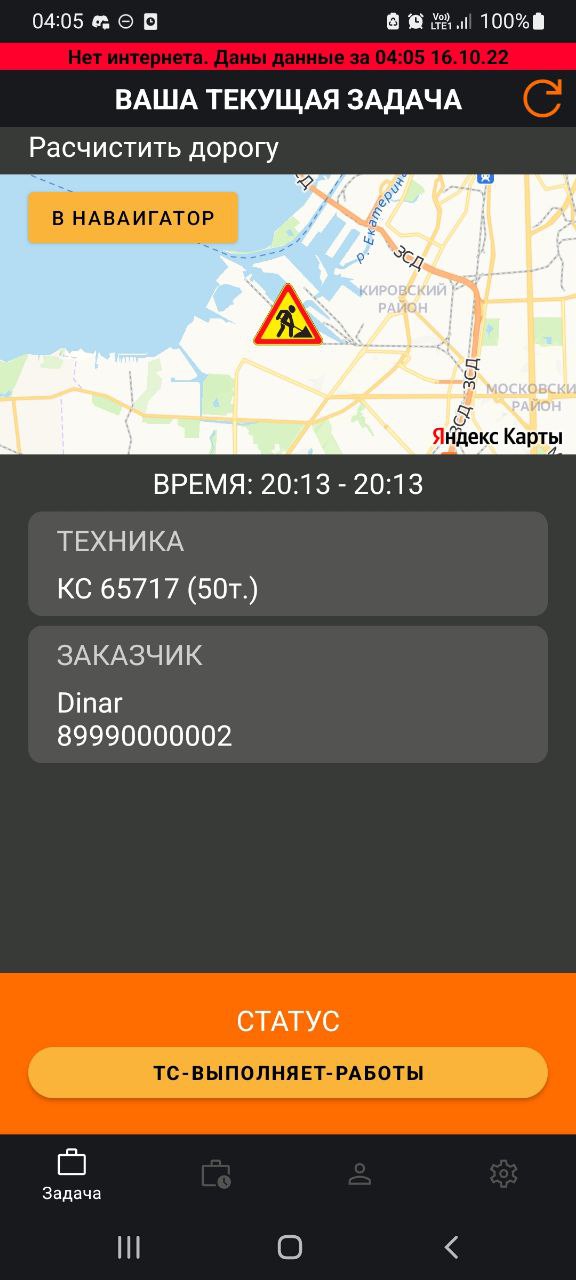 04:05
Vo)) LTE1
100%
Нет интернета. Даны данные за 04:05 16.10.22
ВАША ТЕКУЩАЯ ЗАДАЧА
Расчистить дорогу
В НАВАИГАТОР
р. Екатерин
ЗСД
КИРОВСКИЙ
РАЙОН
ЗСД
МОСКОВСКИ
РАЙОН
ЗСД
Яндекс Карты
ВРЕМЯ: 20:13 - 20:13
ТЕХНИКА
КС 65717 (50т.)
ЗАКАЗЧИК
Dinar
89990000002
СТАТУС
ТС-ВЫПОЛНЯЕТ-РАБОТЫ
Задача